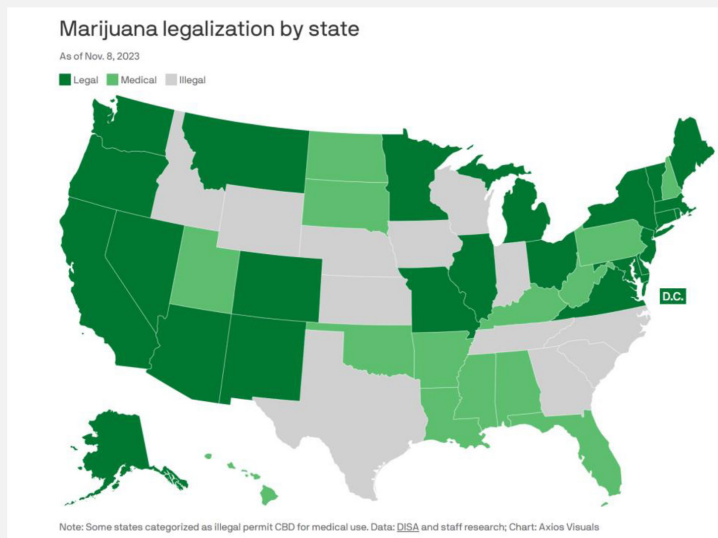 Marijuana legalization by state
As of Nov. 8, 2023
Legal Medical Illegal
D.C.
Note: Some states categorized as illegal permit CBD for medical use. Data: DISA and staff research; Chart: Axios Visuals